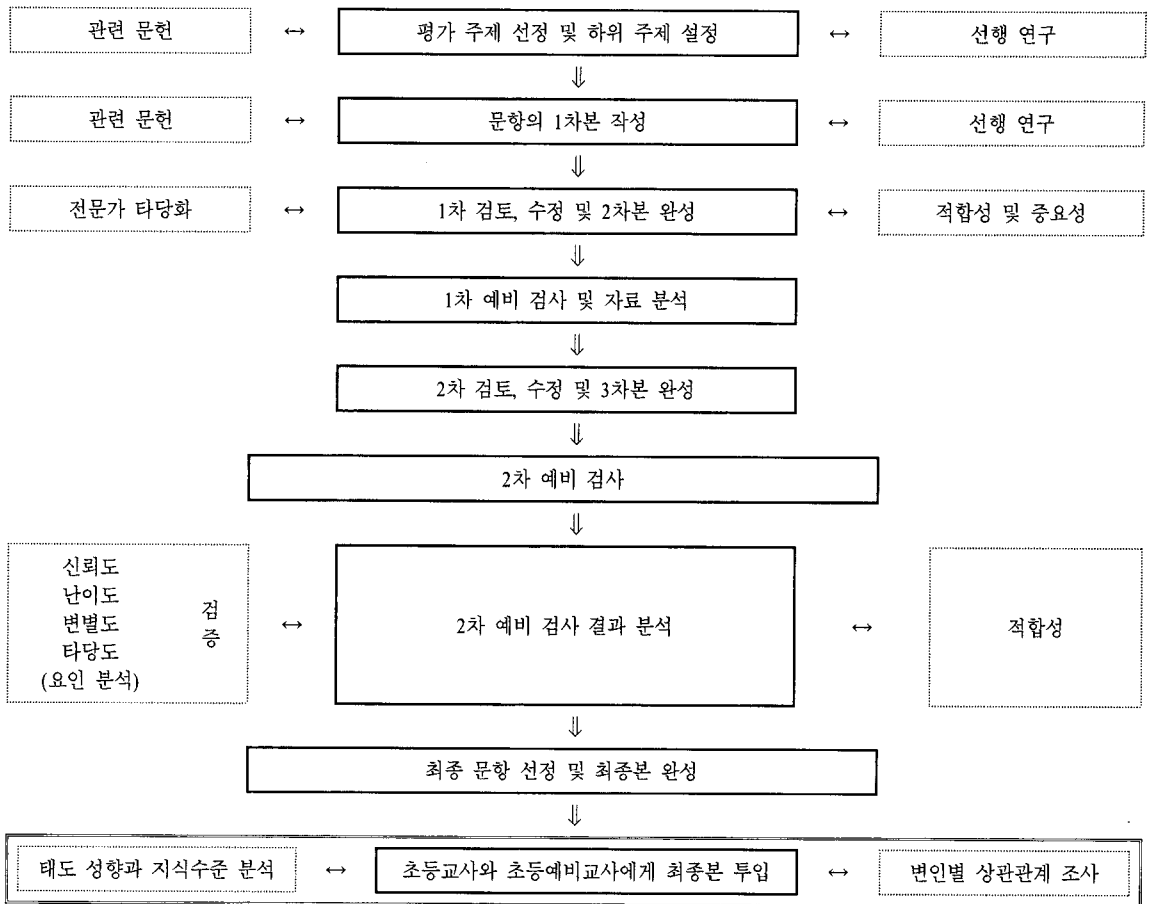 관련 문헌 ↔ 평가 주제 선정 및 하위 주제 설정 ↔ 선행 연구
⇓
관련 문헌 ↔ 문항의 1차본 작성 ↔ 선행 연구
⇓
전문가 타당화 ↔ 1차 검토, 수정 및 2차본 완성 ↔ 적합성 및 중요성
⇓
1차 예비 검사 및 자료 분석
⇓
2차 검토, 수정 및 3차본 완성
⇓
2차 예비 검사
⇓
신뢰도
난이도
변별도
타당도
(요인 분석)
검
증
↔ 2차 예비 검사 결과 분석 ↔ 적합성
⇓
최종 문항 선정 및 최종본 완성
⇓
태도 성향과 지식수준 분석 ↔ 초등교사와 초등예비교사에게 최종본 투입 ↔ 변인별 상관관계 조사